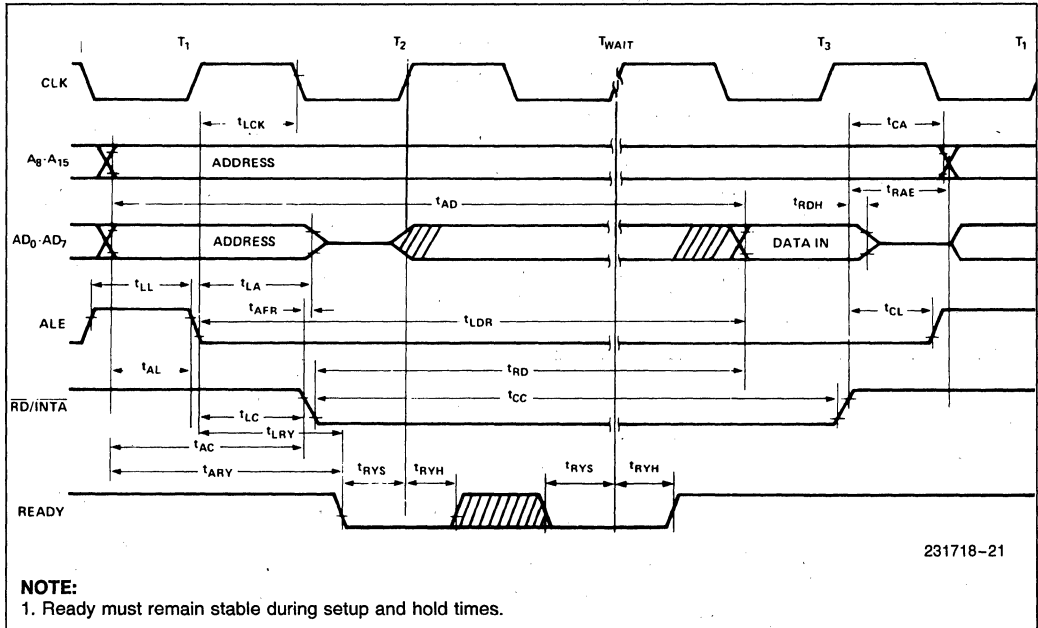 T1 T2 TWAIT T3 T1
CLK
tLCK tCA
A8-A15 ADDRESS
tRAE
tAD tRDH
AD0-AD7 ADDRESS DATA IN
tLL tLA
tAFR tCL
ALE tLDR
tAL tRD
RD/INTA tCC
tLC
tLRY
tAC
tARY tRYS tRYH tRYS tRYH
READY
231718-21
NOTE:
1. Ready must remain stable during setup and hold times.